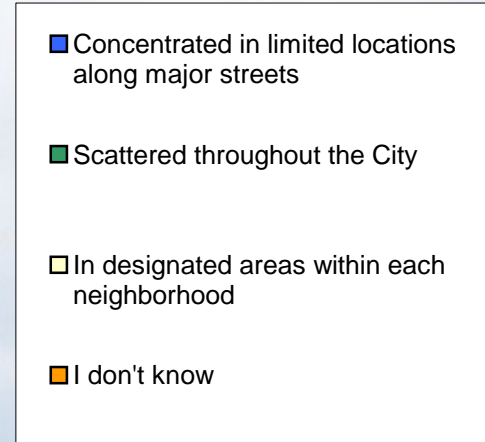 Concentrated in limited locations
along major streets
Scattered throughout the City
In designated areas within each
neighborhood
I don't know